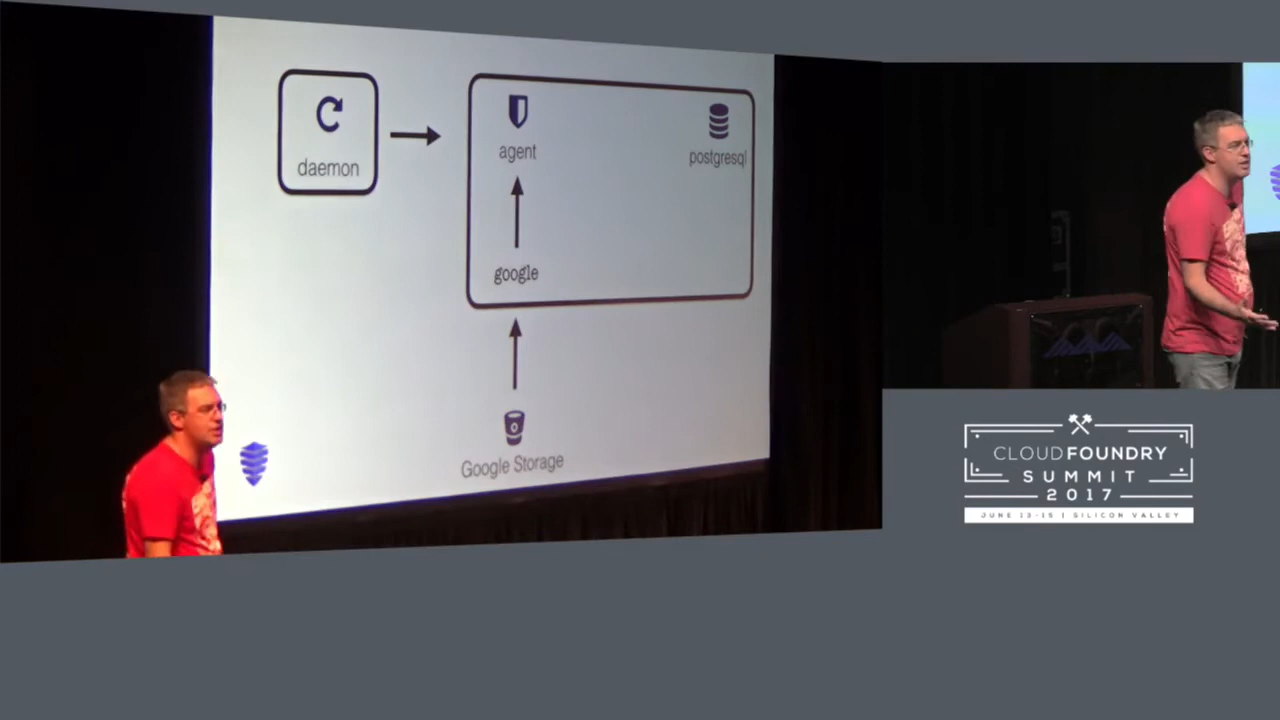 daemon
agent
postgresql
google
Google Storage
CLOUDFOUNDRY
SUMMIT
2017
JUNE 13-15 | SILICON VALLEY